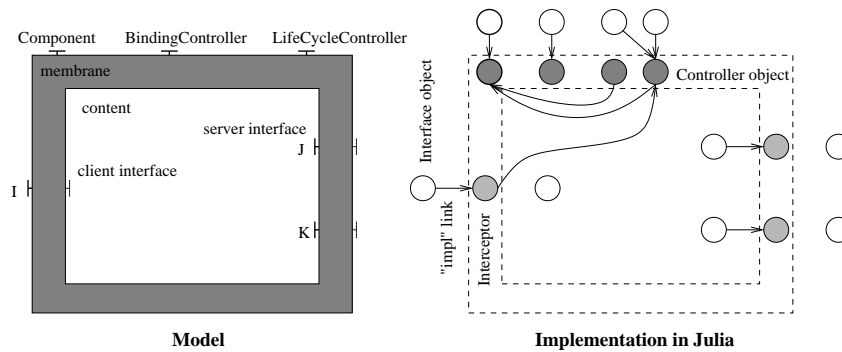 Component BindingController LifeCycleController
membrane
content
server interface
J
client interface
I
K
Model
Interface object
Controller object
"impl" link
Interceptor
Implementation in Julia